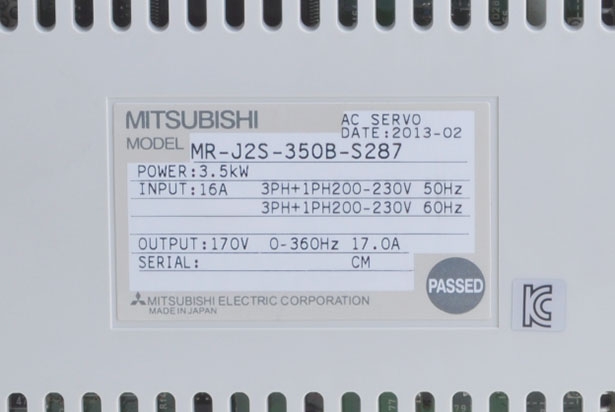 MITSUBISHI
AC SERVO
DATE:2013-02
MODEL MR-J2S-350B-S287
POWER:3.5kW
INPUT:16A 3PH+1PH200-230V 50Hz
3PH+1PH200-230V 60Hz
OUTPUT:170V 0-360Hz 17.0A
SERIAL: CM
PASSED
MITSUBISHI ELECTRIC CORPORATION
MADE IN JAPAN